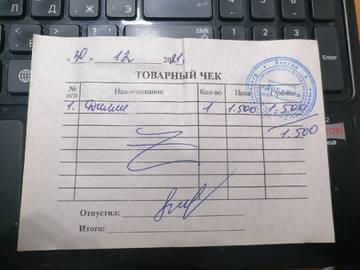 « 30 » 12 2021 г.
ТОВАРНЫЙ ЧЕК
№ п/п Наименование Кол-во Цена
1. 1 1.500 1.500
1.500
Отпустил:
Итого: